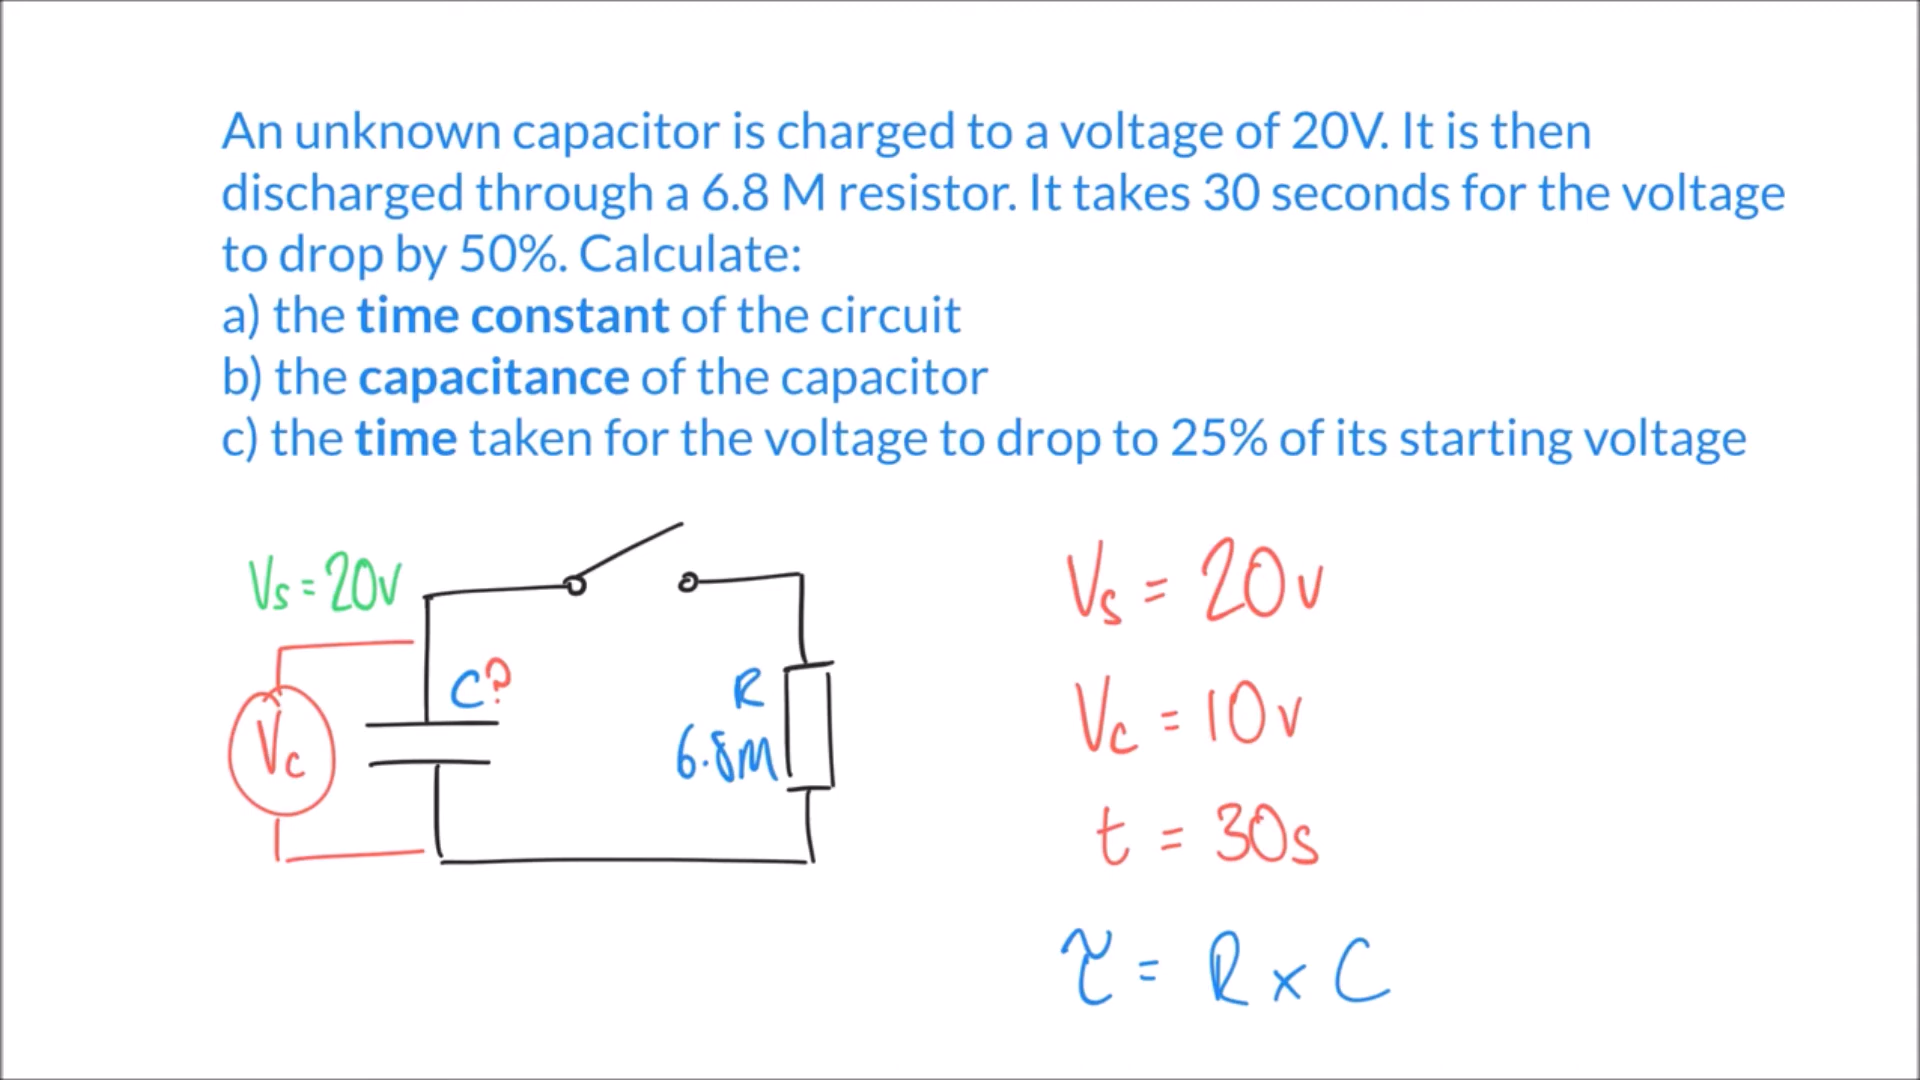 An unknown capacitor is charged to a voltage of 20V. It is then
discharged through a 6.8 M resistor. It takes 30 seconds for the voltage
to drop by 50%. Calculate:
a) the time constant of the circuit
b) the capacitance of the capacitor
c) the time taken for the voltage to drop to 25% of its starting voltage
Vs = 20v
C?
R
6.8M
Vc
Vs = 20v
Vc = 10v
t = 30s
τ = R x C